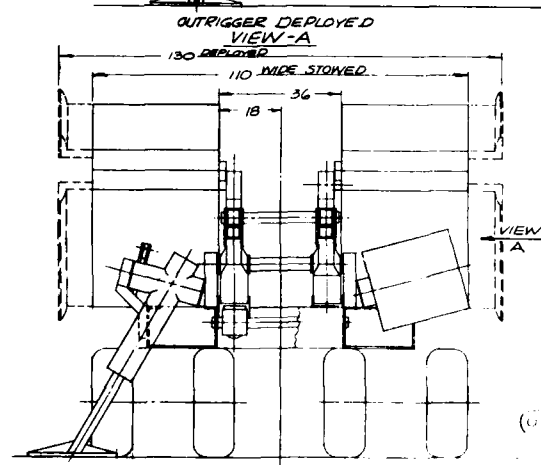 OUTRIGGER DEPLOYED
VIEW-A
130 DEPLOYED
110 WIDE STOWED
36
18
VIEW
A